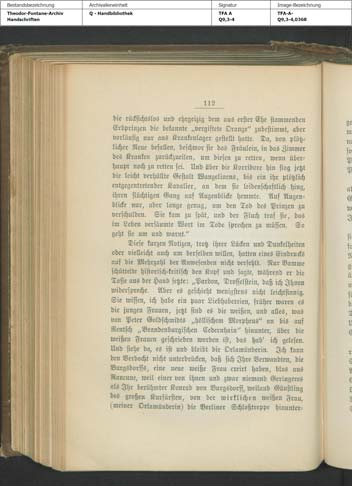 Bestandsbezeichnung
Archivalieneinheit
Signatur
Image-Bezeichnung
Theodor-Fontane-Archiv
Handschriften
Q - Handbibliothek
TFA A
Q9,3-4
TFA-A-
Q9,3-4,0368
112
die rücksichtslos und ehrgeizig dem aus erster Ehe stammenden
Erbprinzen die bekannte „vergiftete Orange“ zubestimmt, aber
vorläufig nur ans Krankenlager gestellt hatte. Da, von plötz-
licher Reue befallen, beschwor sie das Fräulein, in das Zimmer
des Kranken zurückzueilen, um diesen zu retten, wenn über-
haupt noch zu retten sei. Und über die Korridore hin flog jetzt
die leicht verhüllte Gestalt Wangelinens, bis ein ihr plötzlich
entgegentretender Kavalier, an dem sie leidenschaftlich hing,
ihren flüchtigen Gang auf Augenblicke hemmte. Auf Augen-
blicke nur, aber lange genug, um den Tod des Prinzen zu
verschulden. Sie kam zu spät, und der Fluch traf sie, das
im Leben versäumte Wort im Tode sprechen zu müssen. So
geht sie um und warnt.“
Diese kurzen Notizen, trotz ihrer Lücken und Dunkelheiten
oder vielleicht auch um derselben willen, hatten eines Eindrucks
auf die Mehrzahl der Anwesenden nicht verfehlt. Nur Bamme
schüttelte historisch-kritisch den Kopf und sagte, während er die
Tasse aus der Hand setzte: „Pardon, Drosselstein, daß ich Ihnen
widerspreche. Aber es geschieht wenigstens nicht leichtsinnig.
Sie wissen, ich habe ein paar Liebhabereien, früher waren es
die jungen Frauen, jetzt sind es die weißen, und alles, was
von Peter Goldschmids „höllischem Morpheus“ an bis auf
Rentsch „Brandenburgischen Cedernhain“ hinunter, über die
weißen Frauen geschrieben worden ist, das hab' ich gelesen.
Und siehe da, es ist und bleibt die Orlamünderin. Ich kann
den Verdacht nicht unterdrücken, daß sich Ihre Verwandten, die
Burgsdorffs, eine neue weiße Frau creirt haben, blos aus
Rancune, weil einer von ihnen und zwar niemand Geringeres
als Ihr berühmter Konrad von Burgsdorf, weiland Günstling
des großen Kurfürsten, von der wirklichen weißen Frau,
(meiner Orlamünderin) die Berliner Schloßtreppe hinunter-